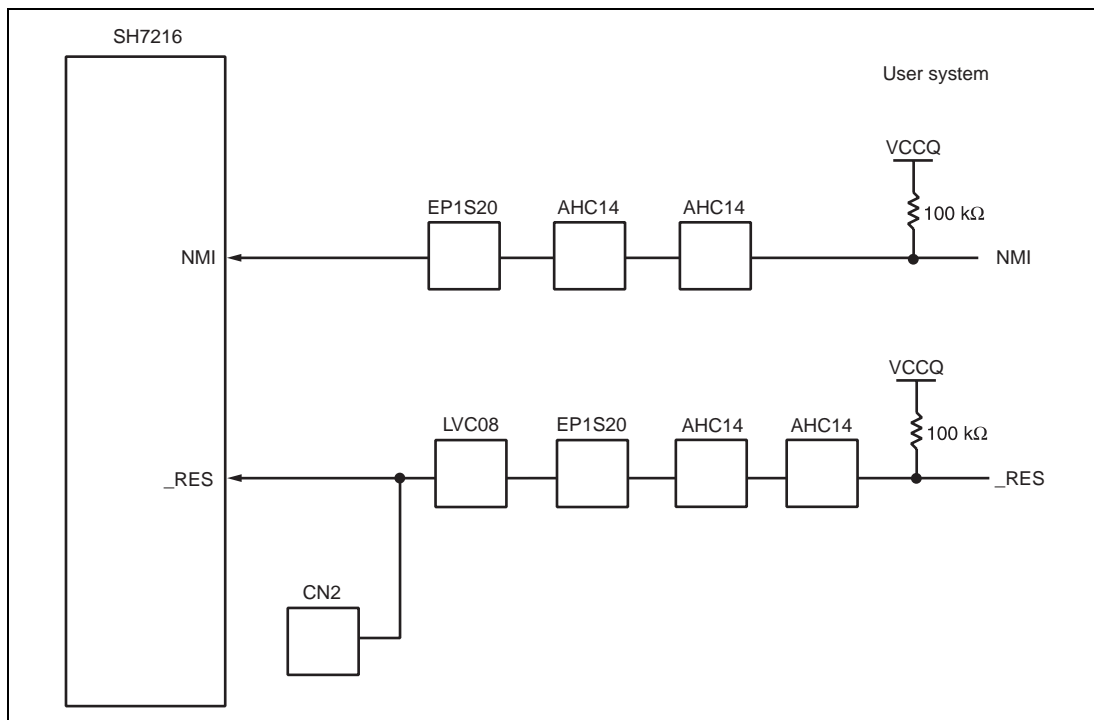 SH7216
User system
VCCQ
EP1S20 AHC14 AHC14
100 kΩ
NMI NMI
VCCQ
LVC08 EP1S20 AHC14 AHC14
100 kΩ
_RES _RES
CN2